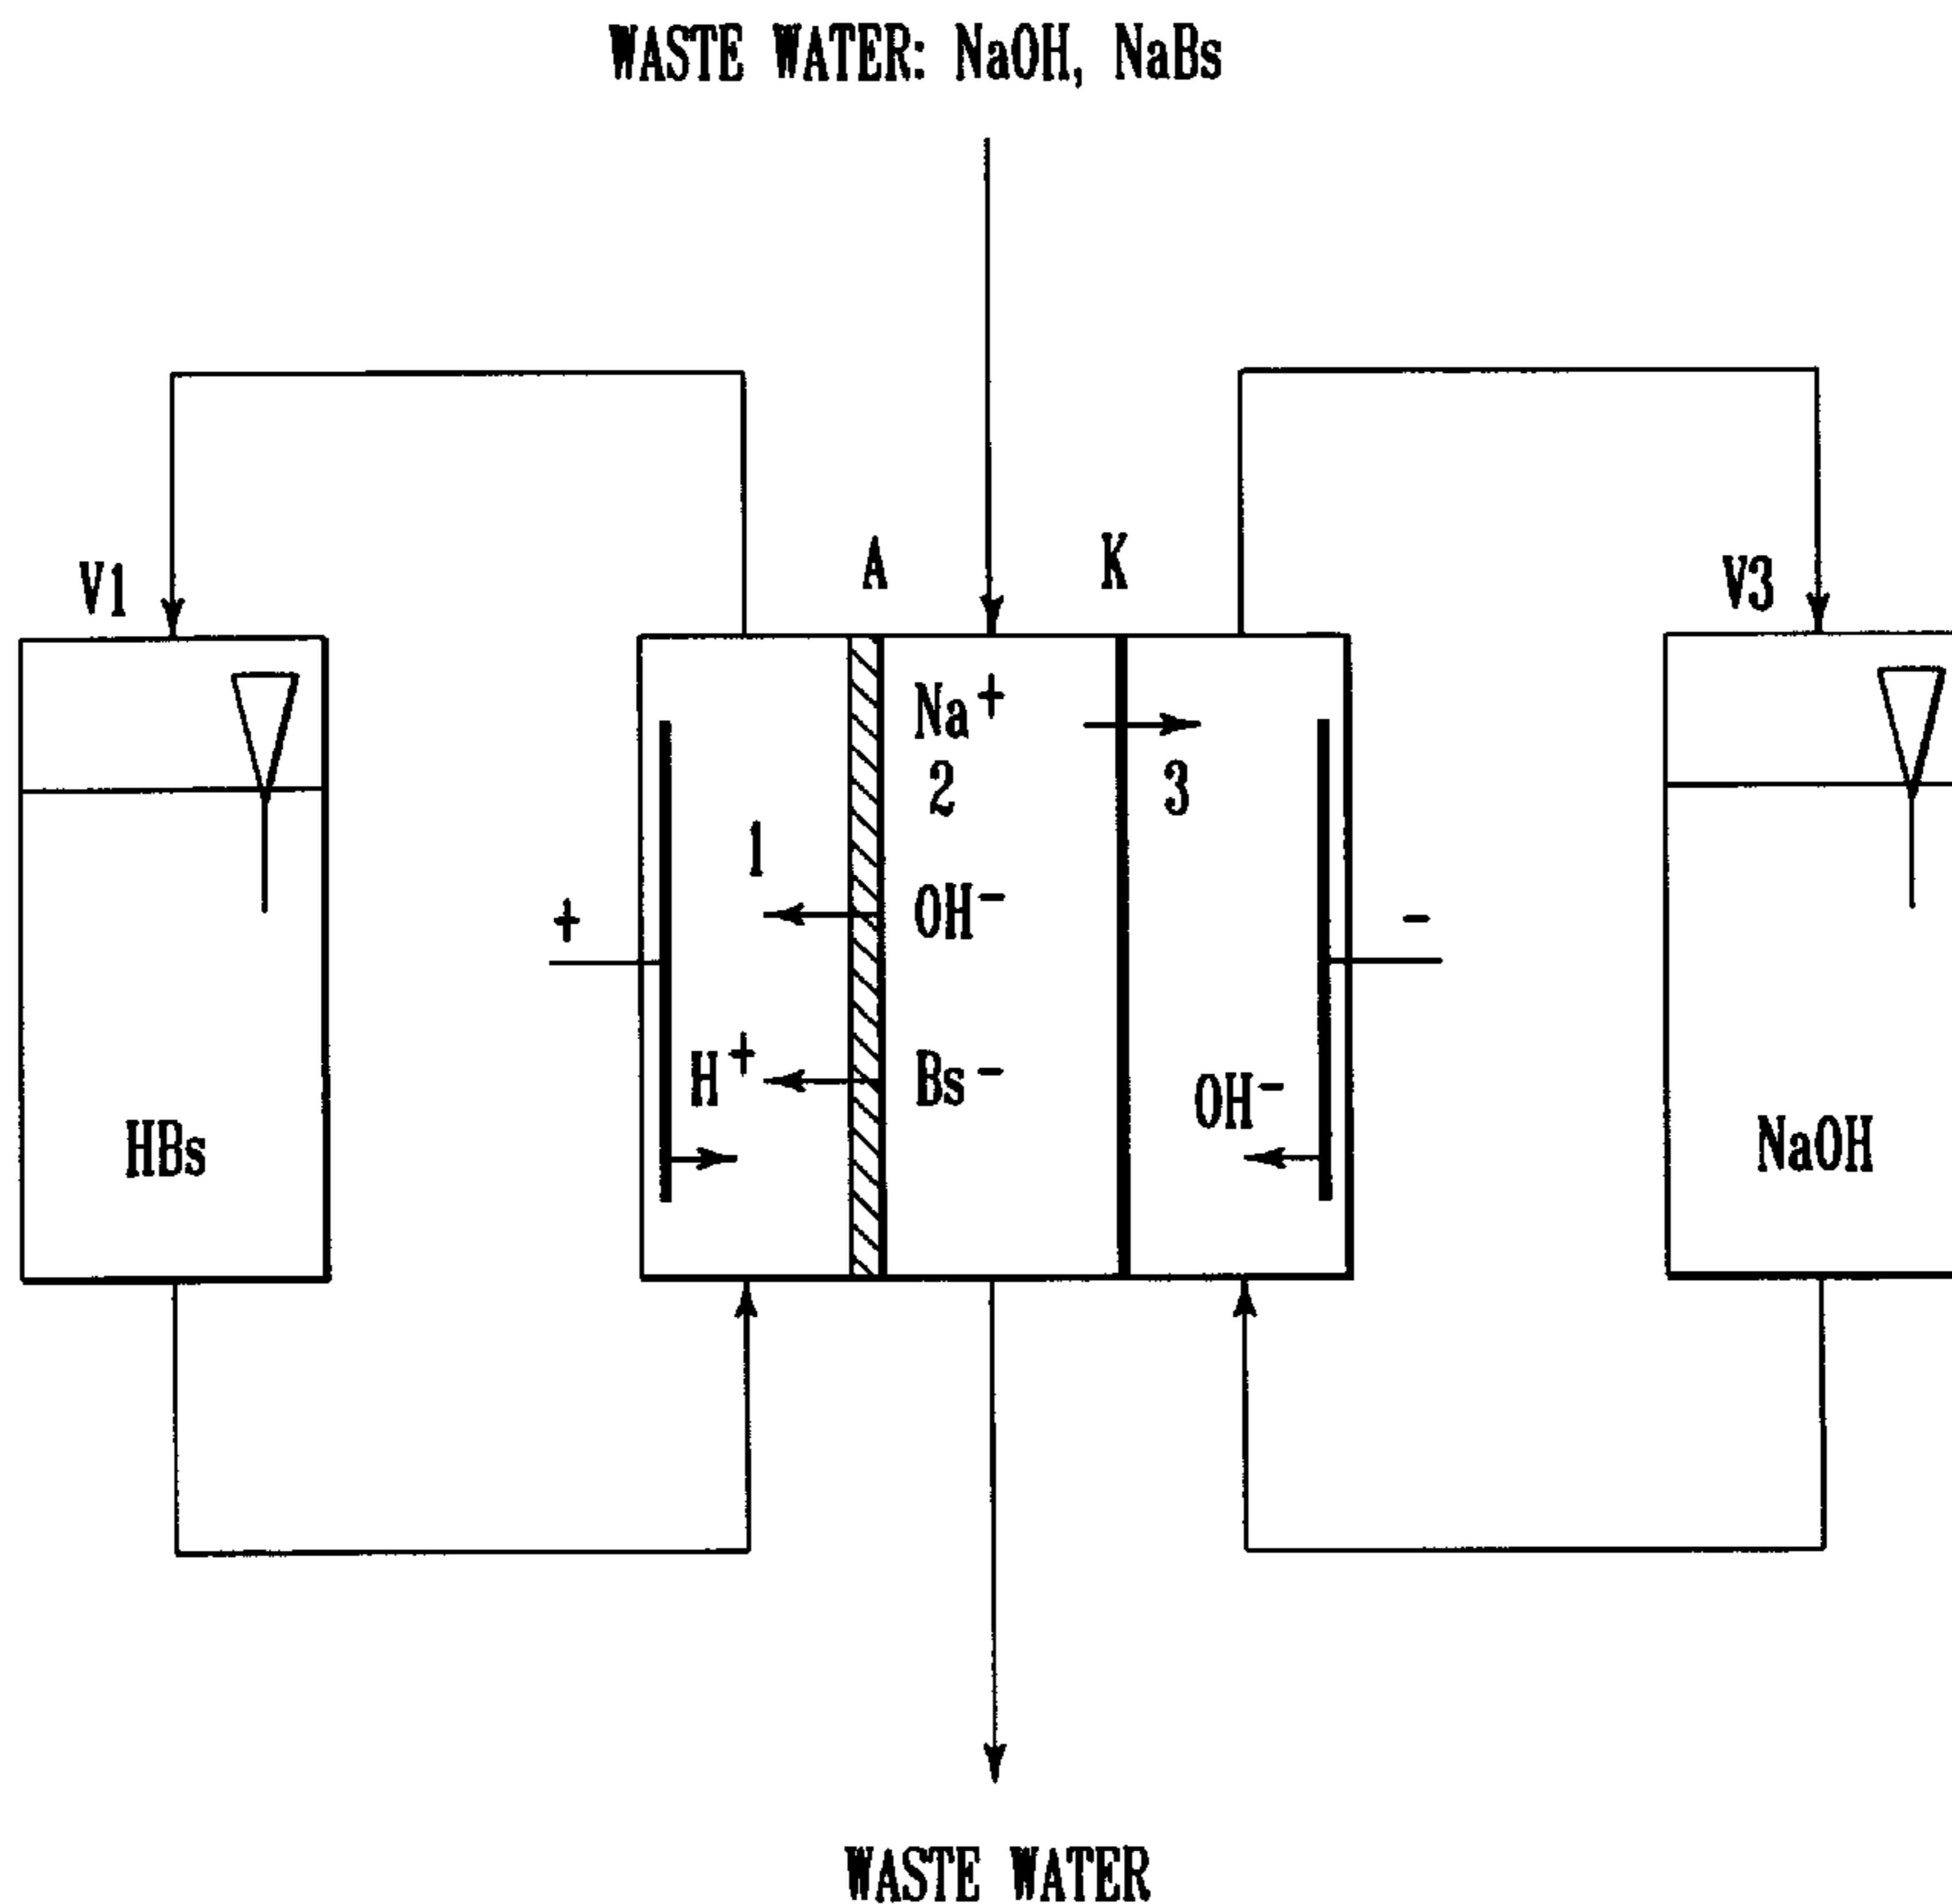 WASTE WATER: NaOH, NaBs
V1
A
K
V3
Na+
2
3
1
OH-
+
-
H+
Bs-
OH-
HBs
NaOH
WASTE WATER